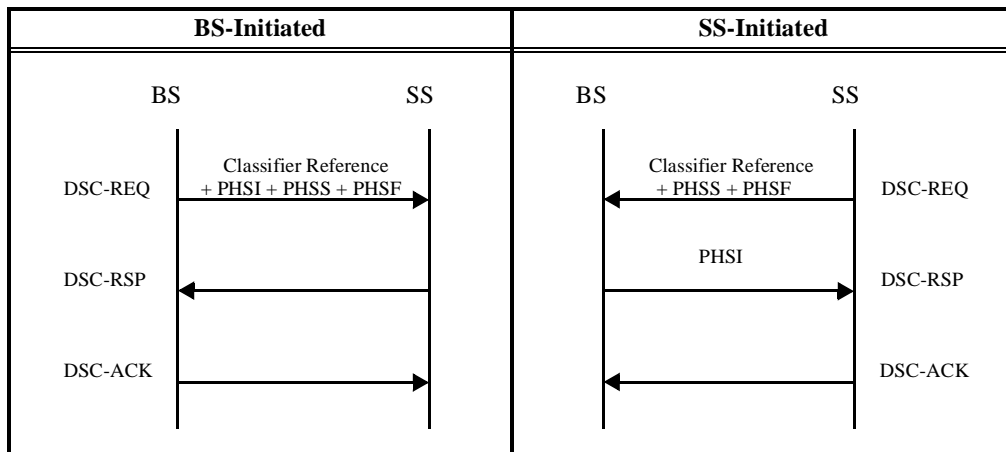 BS-Initiated
SS-Initiated
BS
SS
BS
SS
DSC-REQ
Classifier Reference
+ PHSI + PHSS + PHSF
Classifier Reference
+ PHSS + PHSF
DSC-REQ
DSC-RSP
PHSI
DSC-RSP
DSC-ACK
DSC-ACK